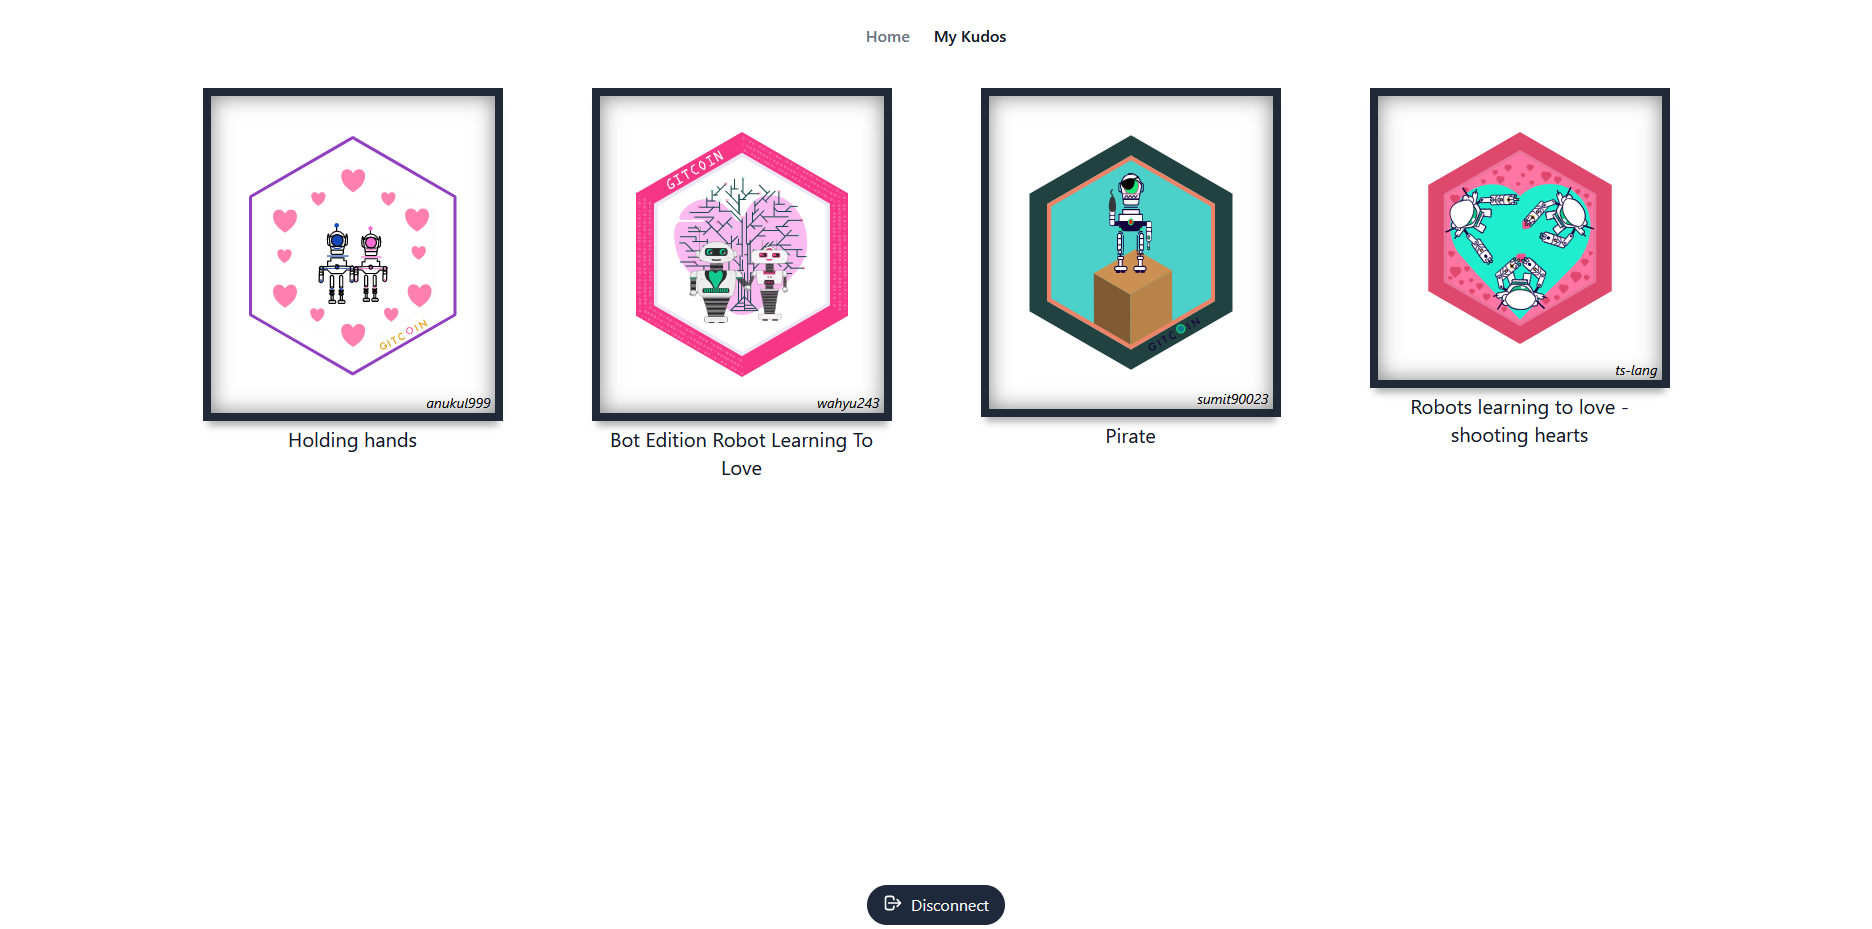 Home My Kudos
GITCOIN
anukul999
Holding hands
GITCOIN
wahyu243
Bot Edition Robot Learning To
Love
GITCOIN
sumit90023
Pirate
ts-lang
Robots learning to love -
shooting hearts
Disconnect